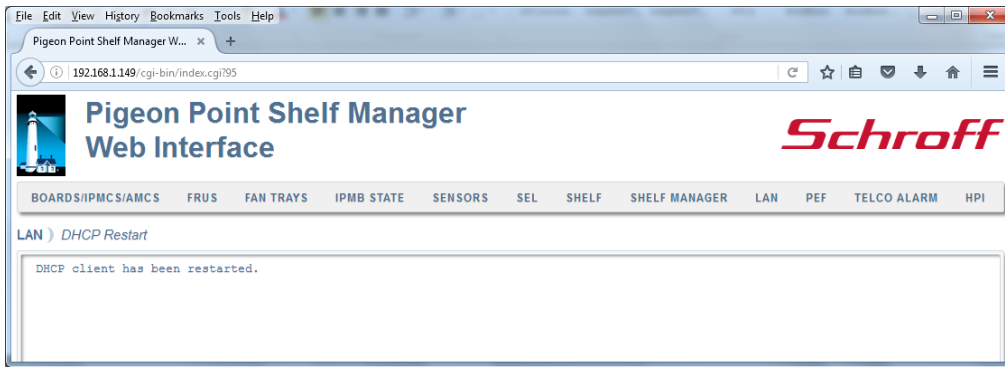 File Edit View History Bookmarks Tools Help
Pigeon Point Shelf Manager W... × +
192.168.1.149/cgi-bin/index.cgi?95
Pigeon Point Shelf Manager
Web Interface
Schroff
BOARDS/IPMCS/AMCS FRUS FAN TRAYS IPMB STATE SENSORS SEL SHELF SHELF MANAGER LAN PEF TELCO ALARM HPI
LAN ) DHCP Restart
DHCP client has been restarted.